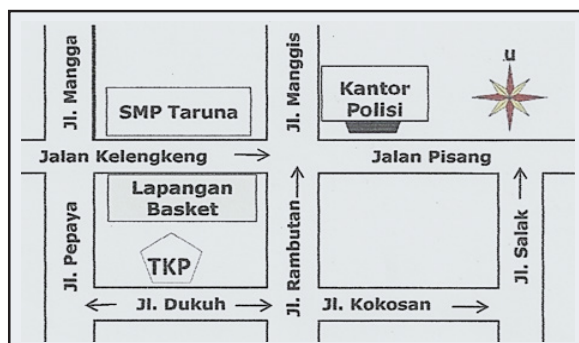 Jl. Mangga
SMP Taruna
Jl. Manggis
Kantor
Polisi
u
Jalan Kelengkeng
Jalan Pisang
Jl. Pepaya
Lapangan
Basket
TKP
Jl. Rambutan
Jl. Salak
Jl. Dukuh
Jl. Kokosan